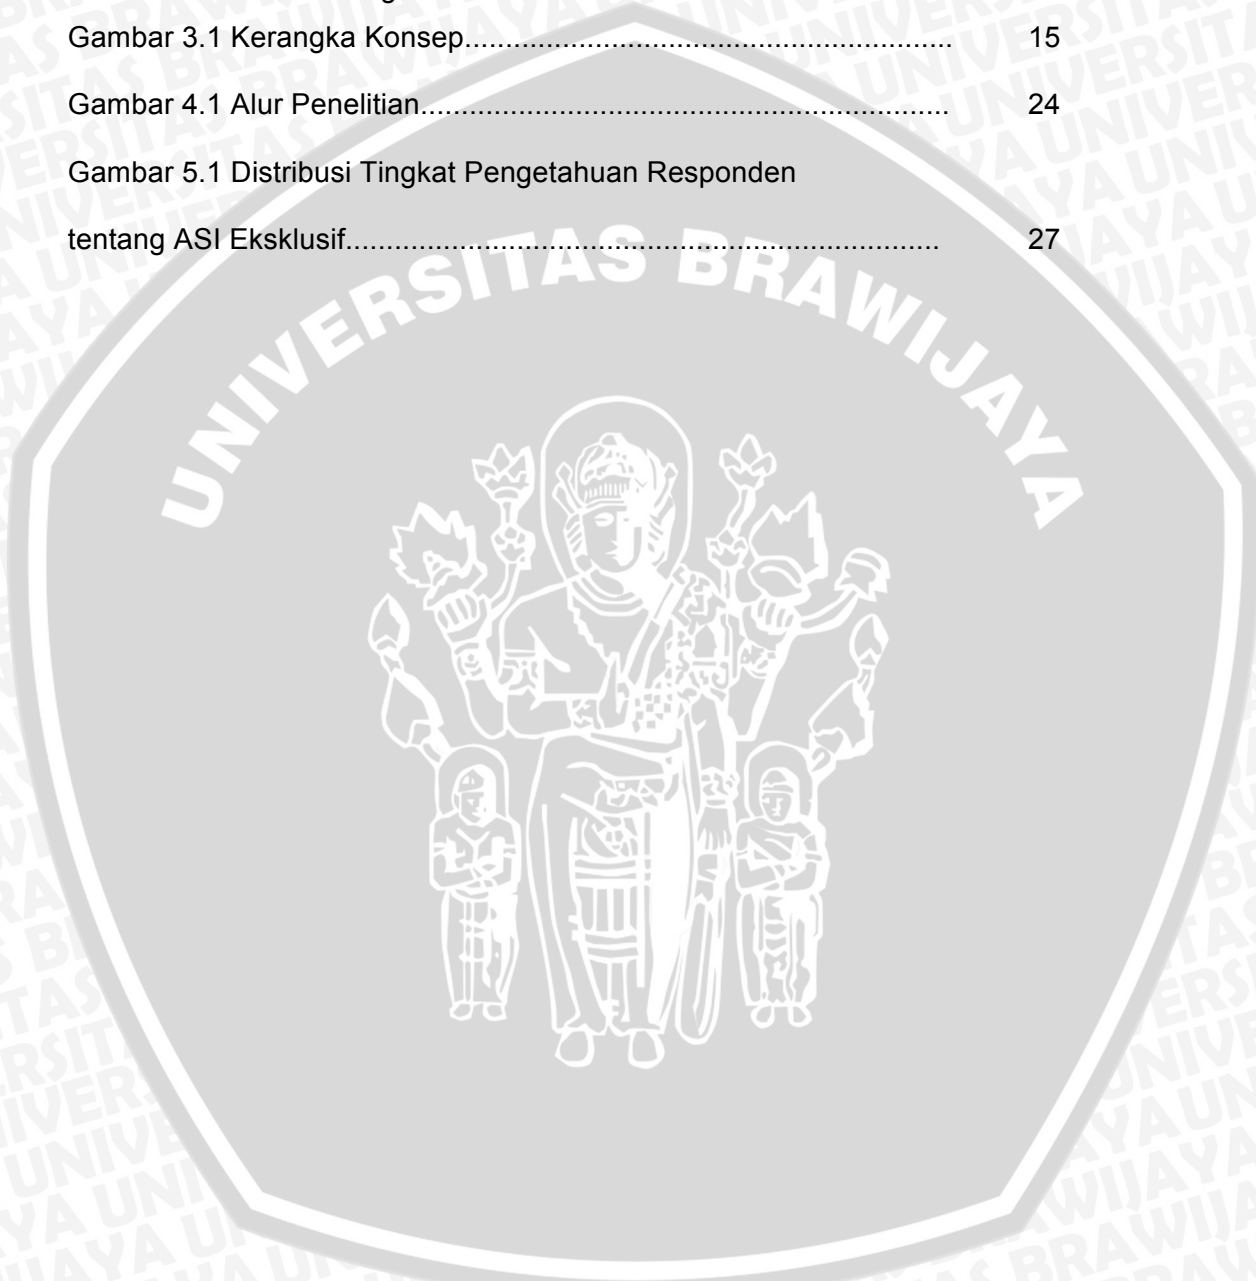 Gambar 3.1 Kerangka Konsep............................................................ 15
Gambar 4.1 Alur Penelitian................................................................. 24
Gambar 5.1 Distribusi Tingkat Pengetahuan Responden
tentang ASI Eksklusif......................................................................... 27
UNIVERSITAS BRAWIJAYA